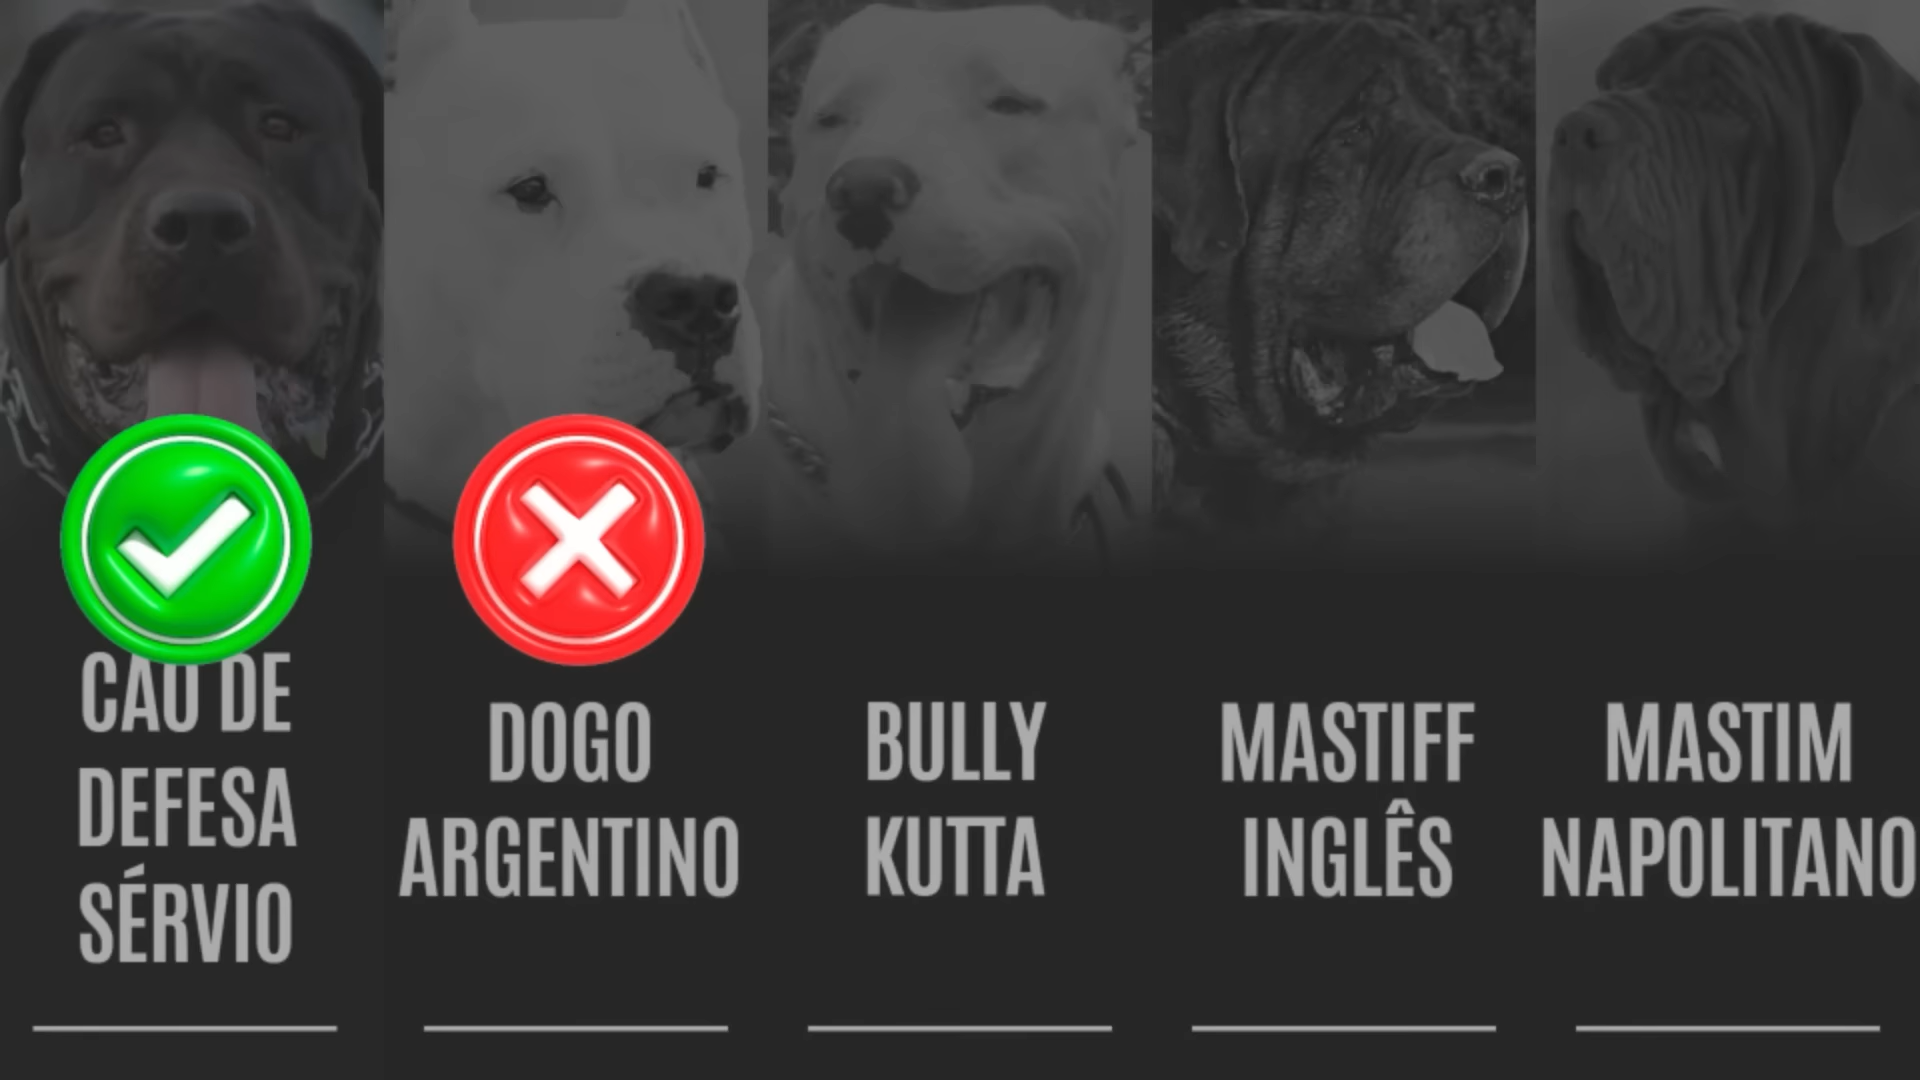 CÃO DE
DEFESA
SÉRVIO
DOGO
ARGENTINO
BULLY
KUTTA
MASTIFF
INGLÊS
MASTIM
NAPOLITANO